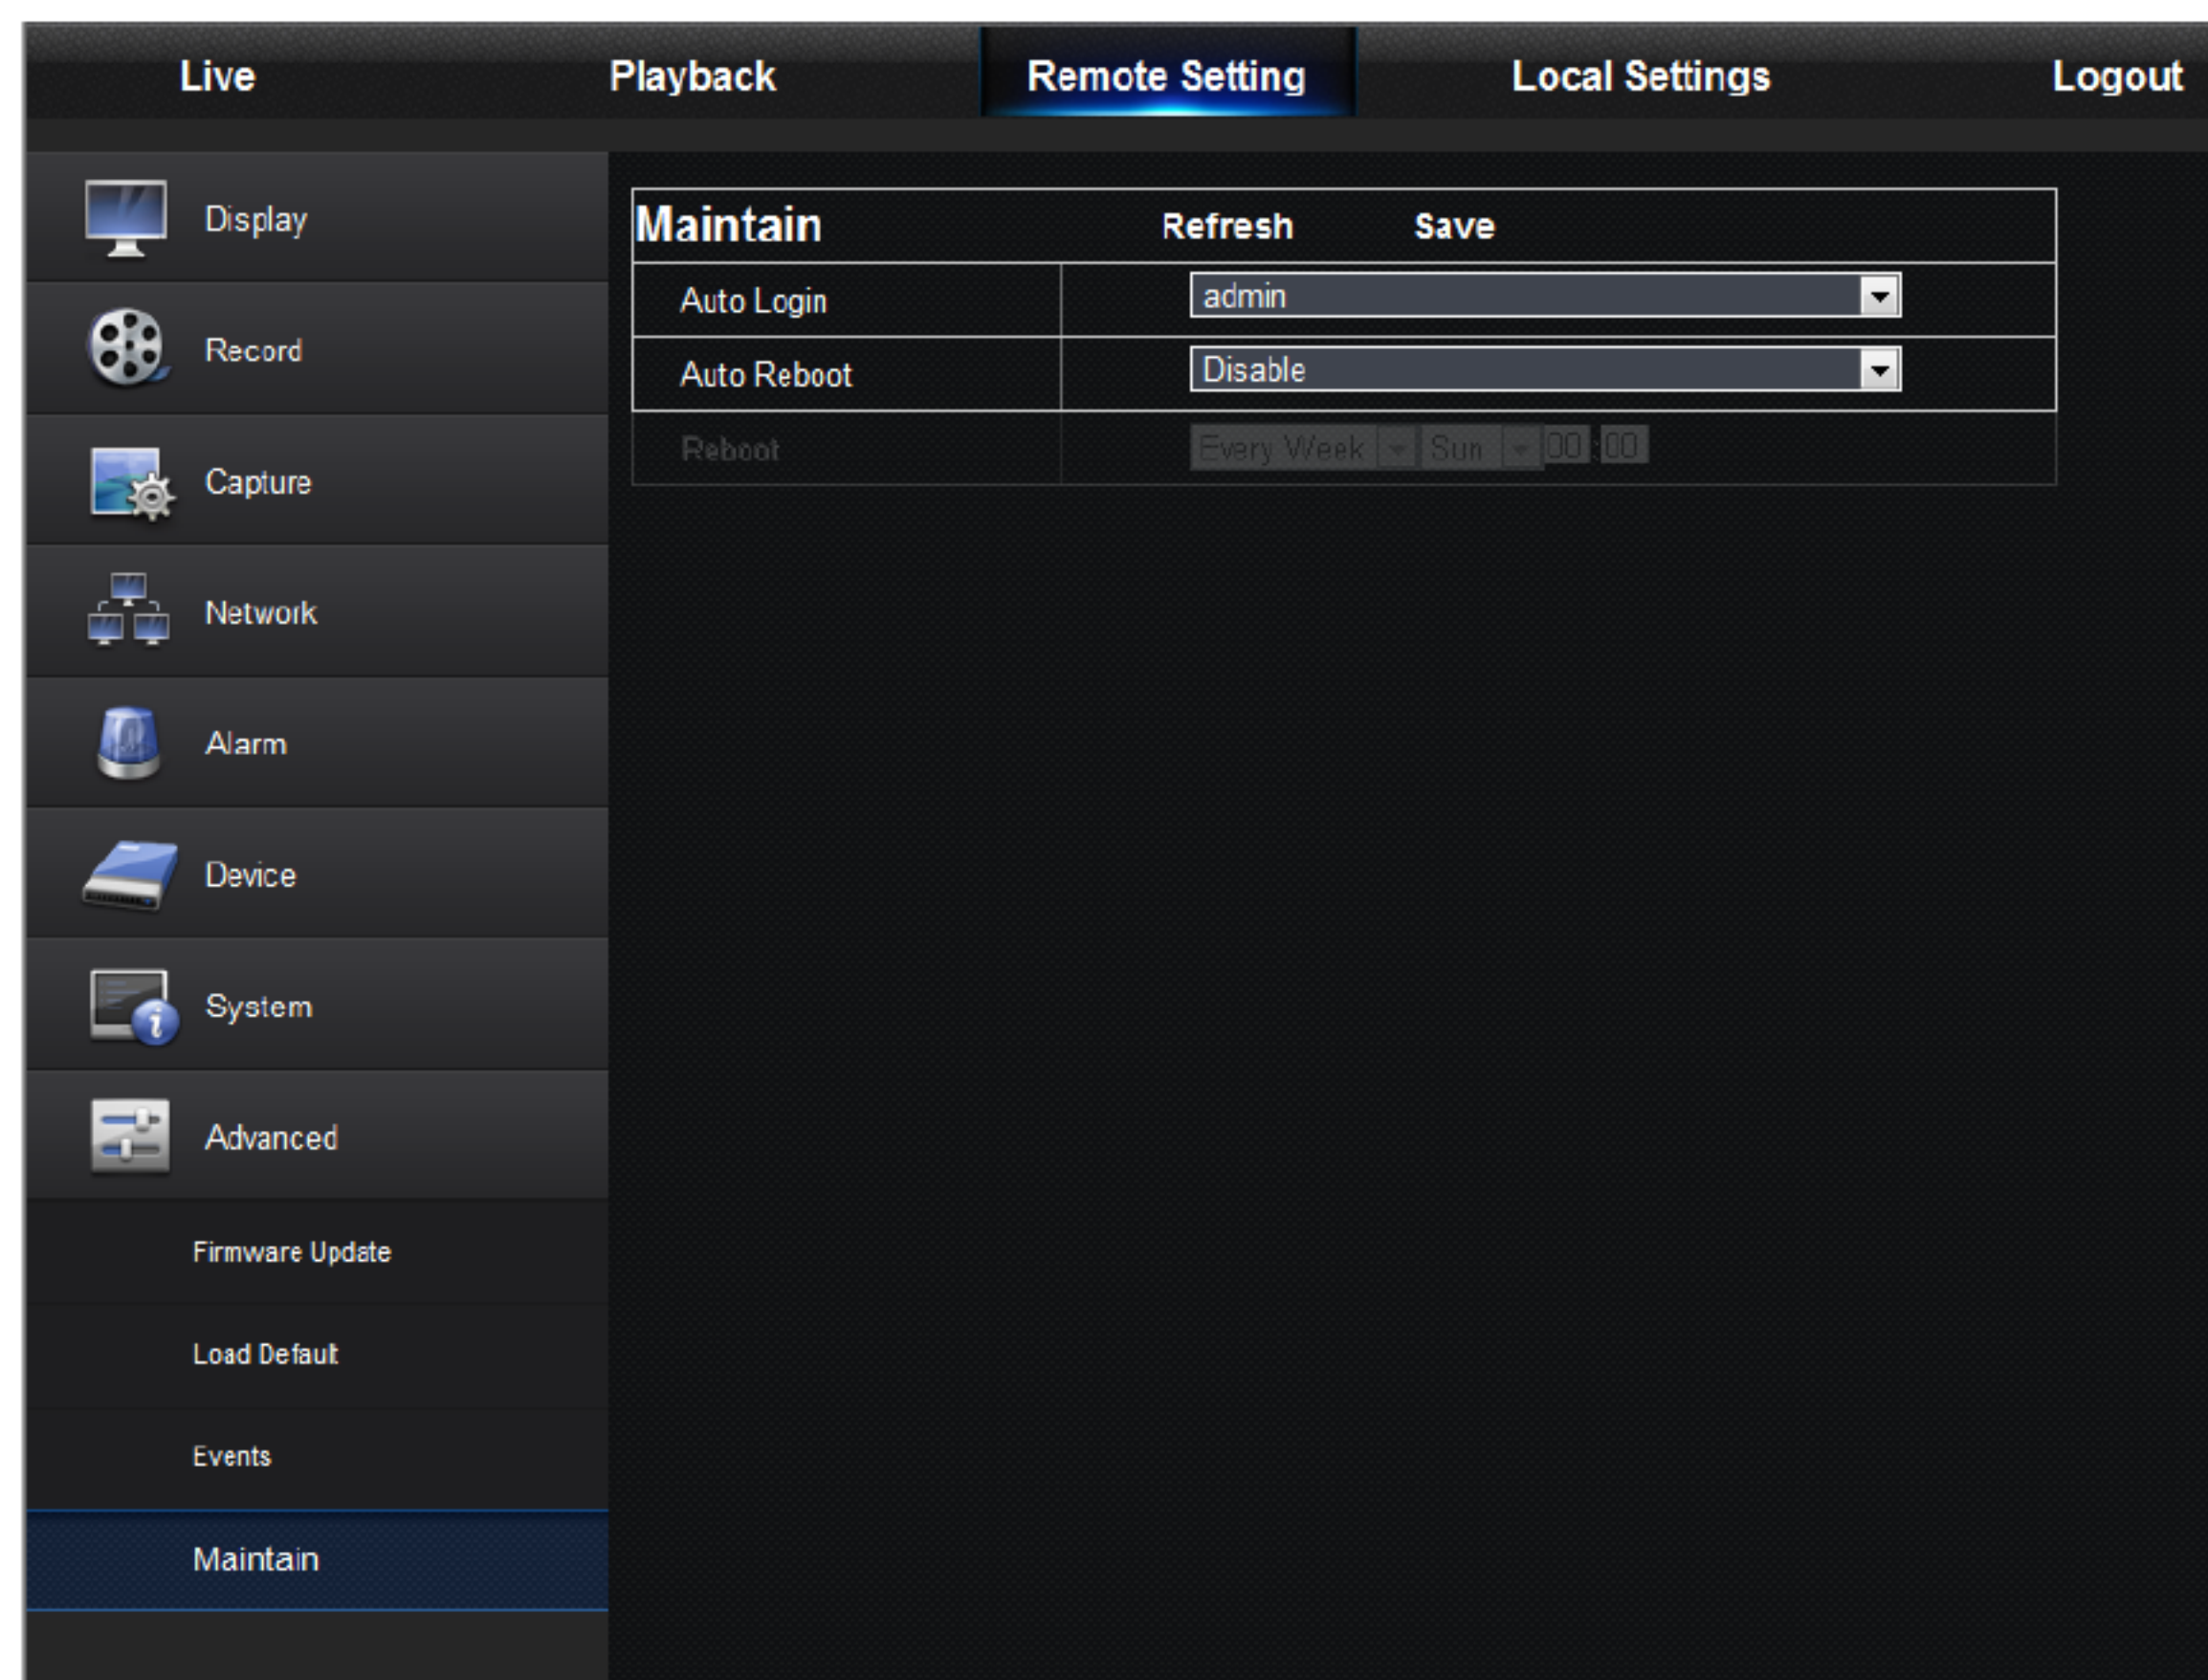 Live Playback Remote Setting Local Settings Logout
Display
Record
Capture
Network
Alarm
Device
System
Advanced
Firmware Update
Load Default
Events
Maintain
Maintain Refresh Save
Auto Login admin
Auto Reboot Disable
Reboot Every Week Sun 00:00